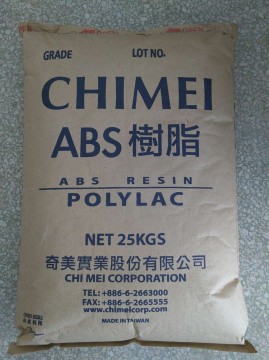 GRADE LOT NO.
CHIMEI
ABS 樹脂
ABS RESIN
POLYLAC
NET 25KGS
奇美實業股份有限公司
CHI MEI CORPORATION
TEL:+886-6-2663000
FAX:+886-6-2665555
www.chimeicorp.com
MADE IN TAIWAN